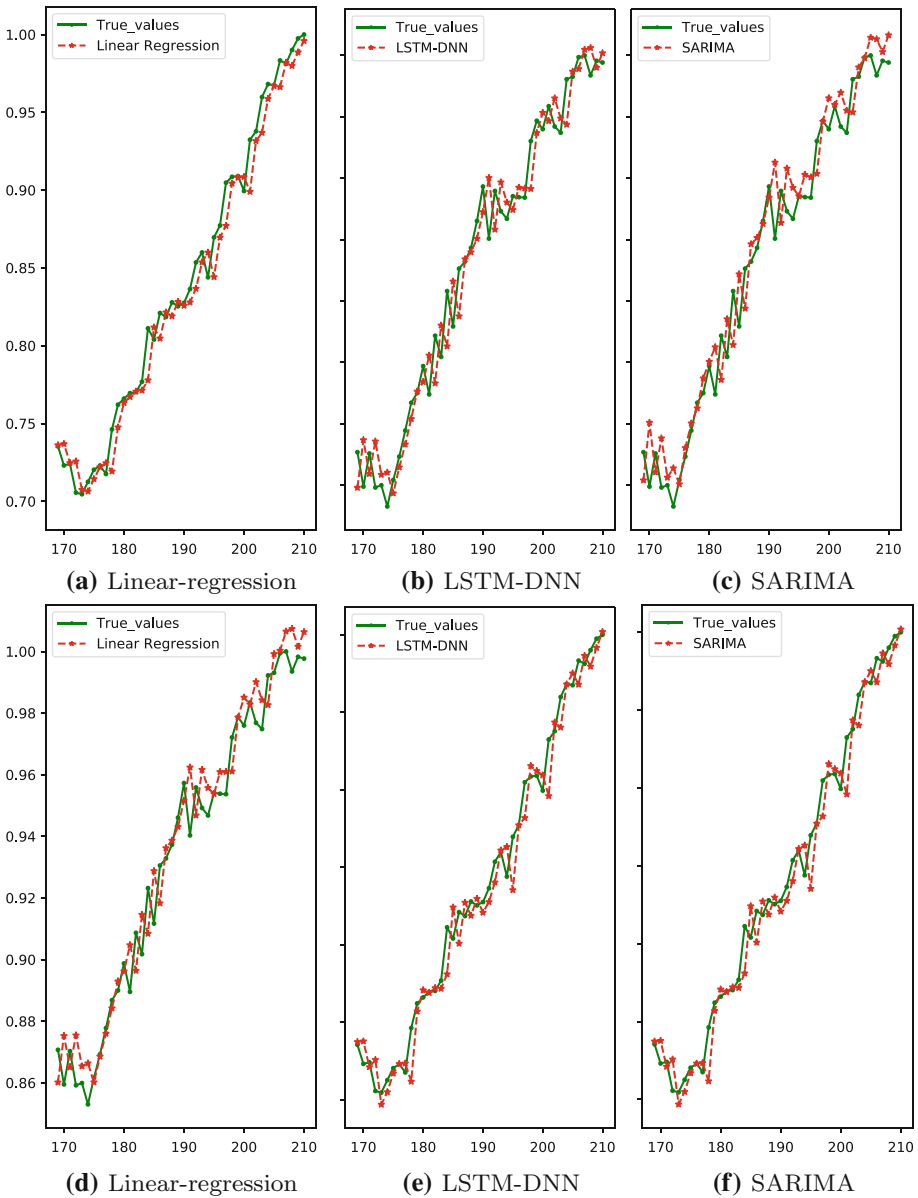 True_values
Linear Regression
1.00
0.95
0.90
0.85
0.80
0.75
0.70
170 180 190 200 210
(a) Linear-regression
True_values
LSTM-DNN
170 180 190 200 210
(b) LSTM-DNN
True_values
SARIMA
170 180 190 200 210
(c) SARIMA
True_values
Linear Regression
1.00
0.98
0.96
0.94
0.92
0.90
0.88
0.86
170 180 190 200 210
(d) Linear-regression
True_values
LSTM-DNN
170 180 190 200 210
(e) LSTM-DNN
True_values
SARIMA
170 180 190 200 210
(f) SARIMA